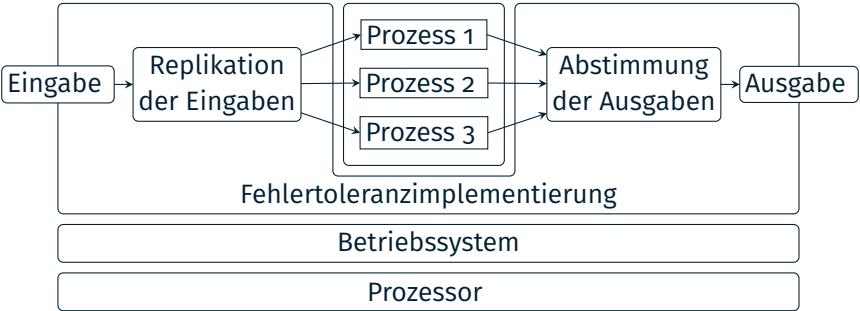 Eingabe
Replikation
der Eingaben
Prozess 1
Prozess 2
Prozess 3
Abstimmung
der Ausgaben
Ausgabe
Fehlertoleranzimplementierung
Betriebssystem
Prozessor